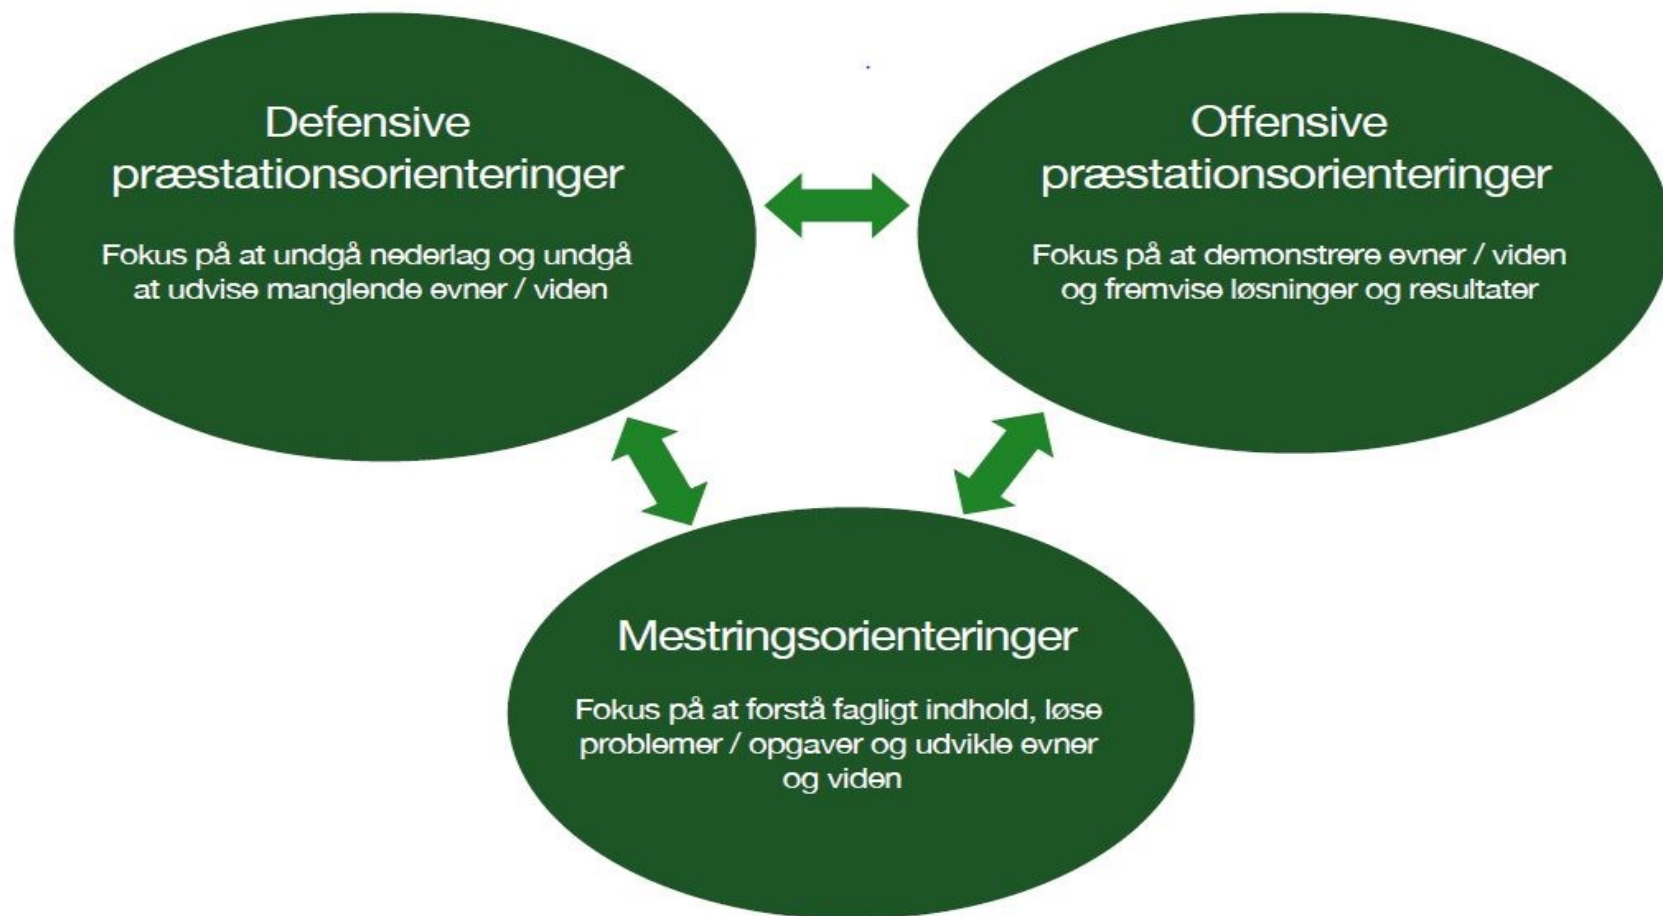 Defensive
præstationsorienteringer
Fokus på at undgå nederlag og undgå
at udvise manglende evner / viden
Offensive
præstationsorienteringer
Fokus på at demonstrere evner / viden
og fremvise løsninger og resultater
Mestringsorienteringer
Fokus på at forstå fagligt indhold, løse
problemer / opgaver og udvikle evner
og viden